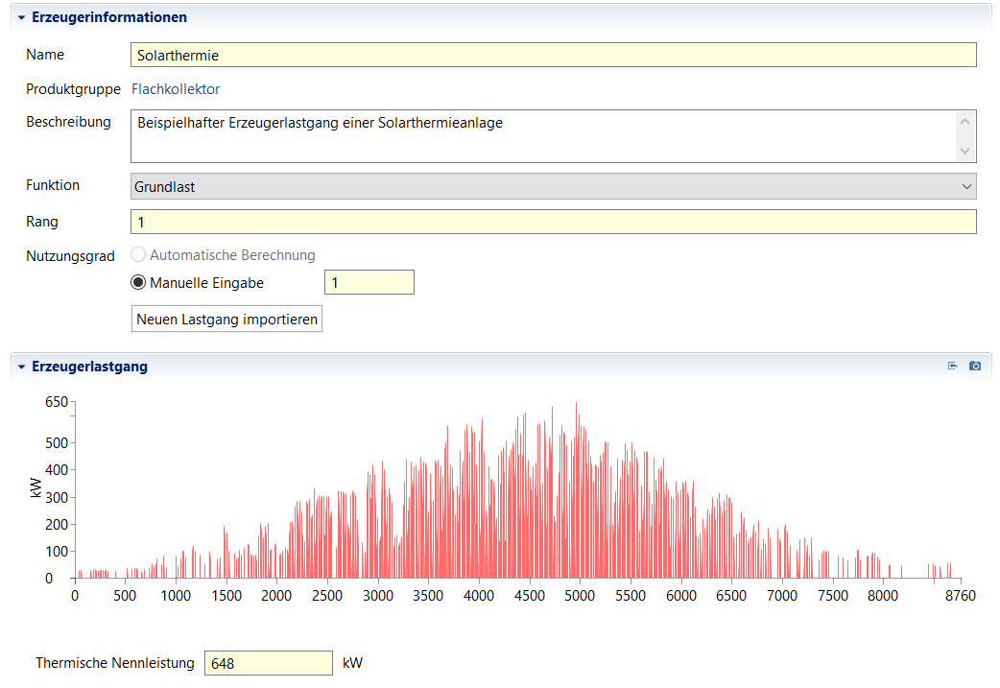 Erzeugerinformationen
Name Solarthermie
Produktgruppe Flachkollektor
Beschreibung Beispielhafter Erzeugerlastgang einer Solarthermieanlage
Funktion Grundlast
Rang 1
Nutzungsgrad Automatische Berechnung
Manuelle Eingabe 1
Neuen Lastgang importieren
Erzeugerlastgang
650
500
400
300
200
100
0
kW
0 500 1000 1500 2000 2500 3000 3500 4000 4500 5000 5500 6000 6500 7000 7500 8000 8760
Thermische Nennleistung 648 kW